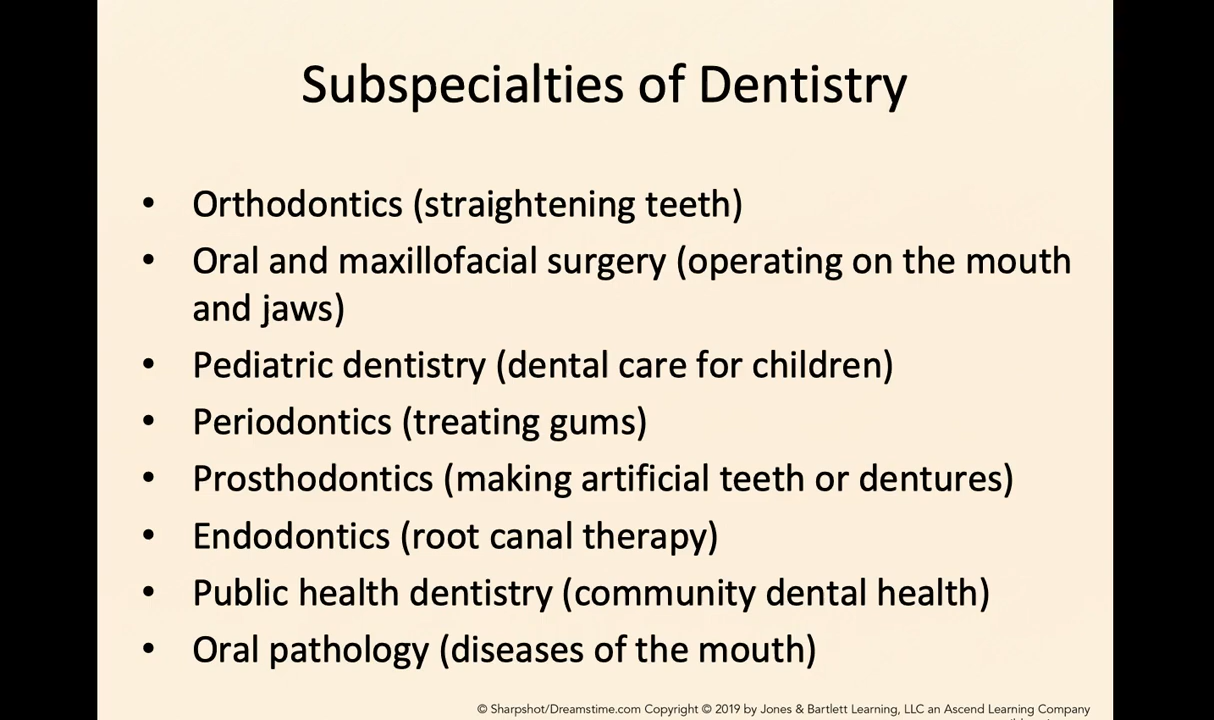 Subspecialties of Dentistry
• Orthodontics (straightening teeth)
• Oral and maxillofacial surgery (operating on the mouth
and jaws)
• Pediatric dentistry (dental care for children)
• Periodontics (treating gums)
• Prosthodontics (making artificial teeth or dentures)
• Endodontics (root canal therapy)
• Public health dentistry (community dental health)
• Oral pathology (diseases of the mouth)
© Sharpshot/Dreamstime.com Copyright © 2019 by Jones & Bartlett Learning, LLC an Ascend Learning Company